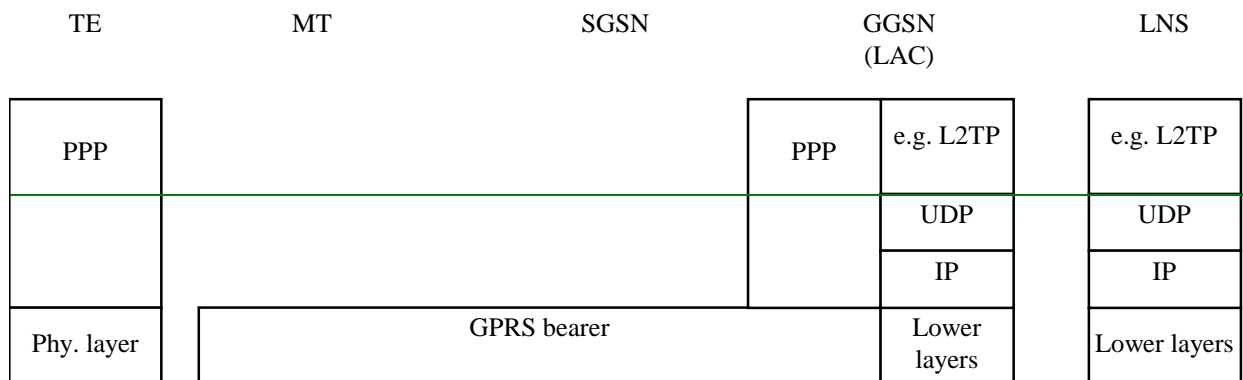 TE MT SGSN GGSN LNS
(LAC)
PPP PPP e.g. L2TP e.g. L2TP
UDP UDP
IP IP
Phy. layer GPRS bearer Lower layers Lower layers